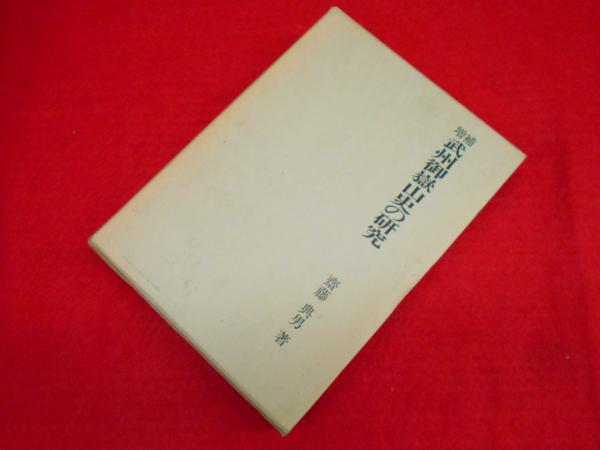 増補
武州御嶽山史の研究
齋藤典男 著